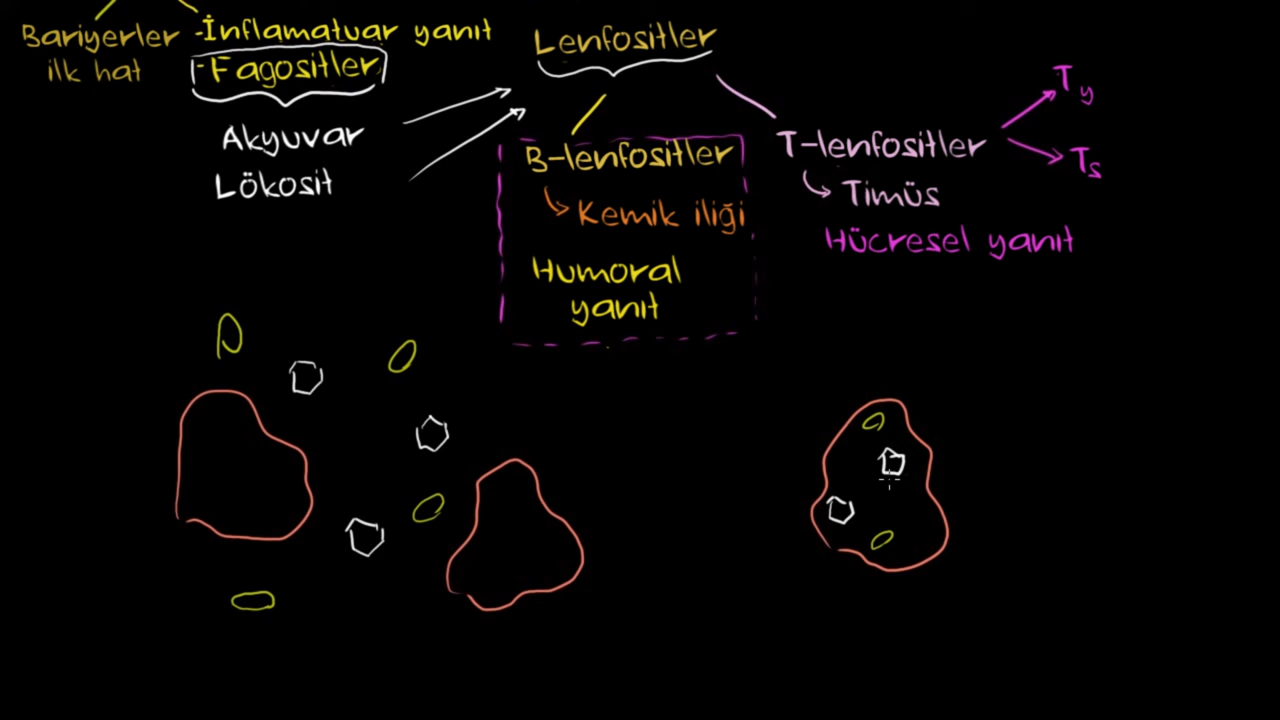 Bariyerler
ilk hat
-İnflamatuar yanıt
-Fagositler
Akyuvar
Lökosit
Lenfositler
B-lenfositler
Kemik iliği
Humoral
yanıt
T-lenfositler
Timüs
Hücresel yanıt
Ty
Ts